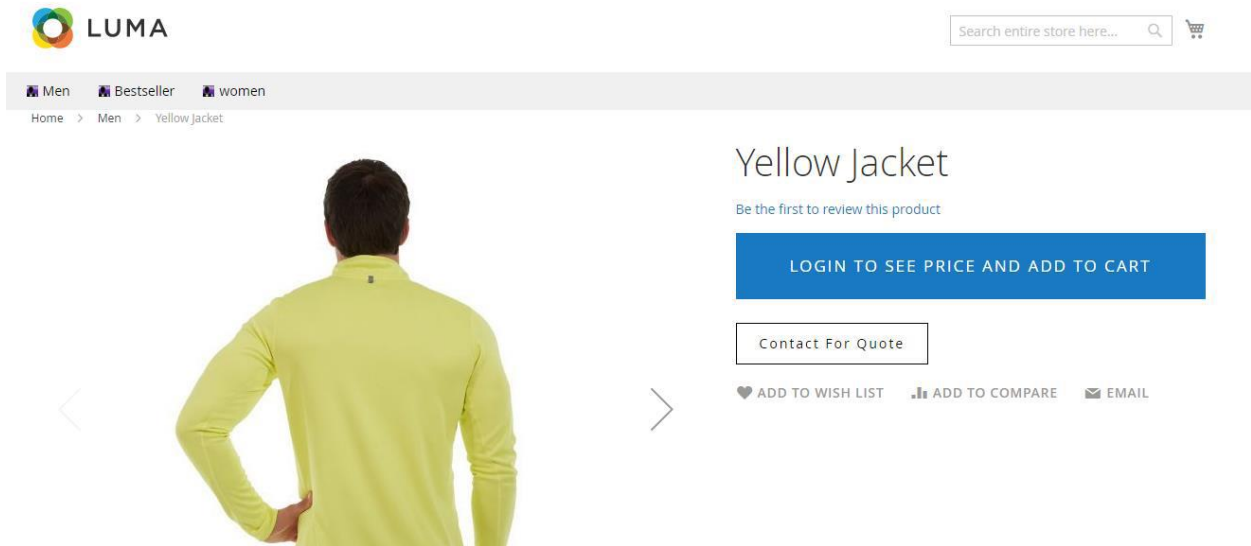 LUMA
Search entire store here...
Men Bestseller women
Home > Men > Yellow Jacket
Yellow Jacket
Be the first to review this product
LOGIN TO SEE PRICE AND ADD TO CART
Contact For Quote
ADD TO WISH LIST ADD TO COMPARE EMAIL